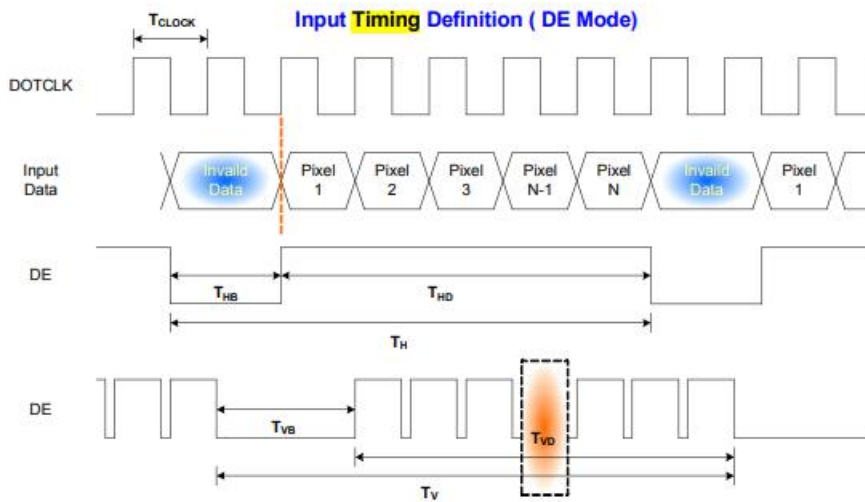 Input Timing Definition ( DE Mode)
TCLOCK
DOTCLK
Input
Data
Invaild
Data
Pixel
1
Pixel
2
Pixel
3
Pixel
N-1
Pixel
N
Invaild
Data
Pixel
1
DE
THB
THD
TH
DE
TVB
TVD
TV